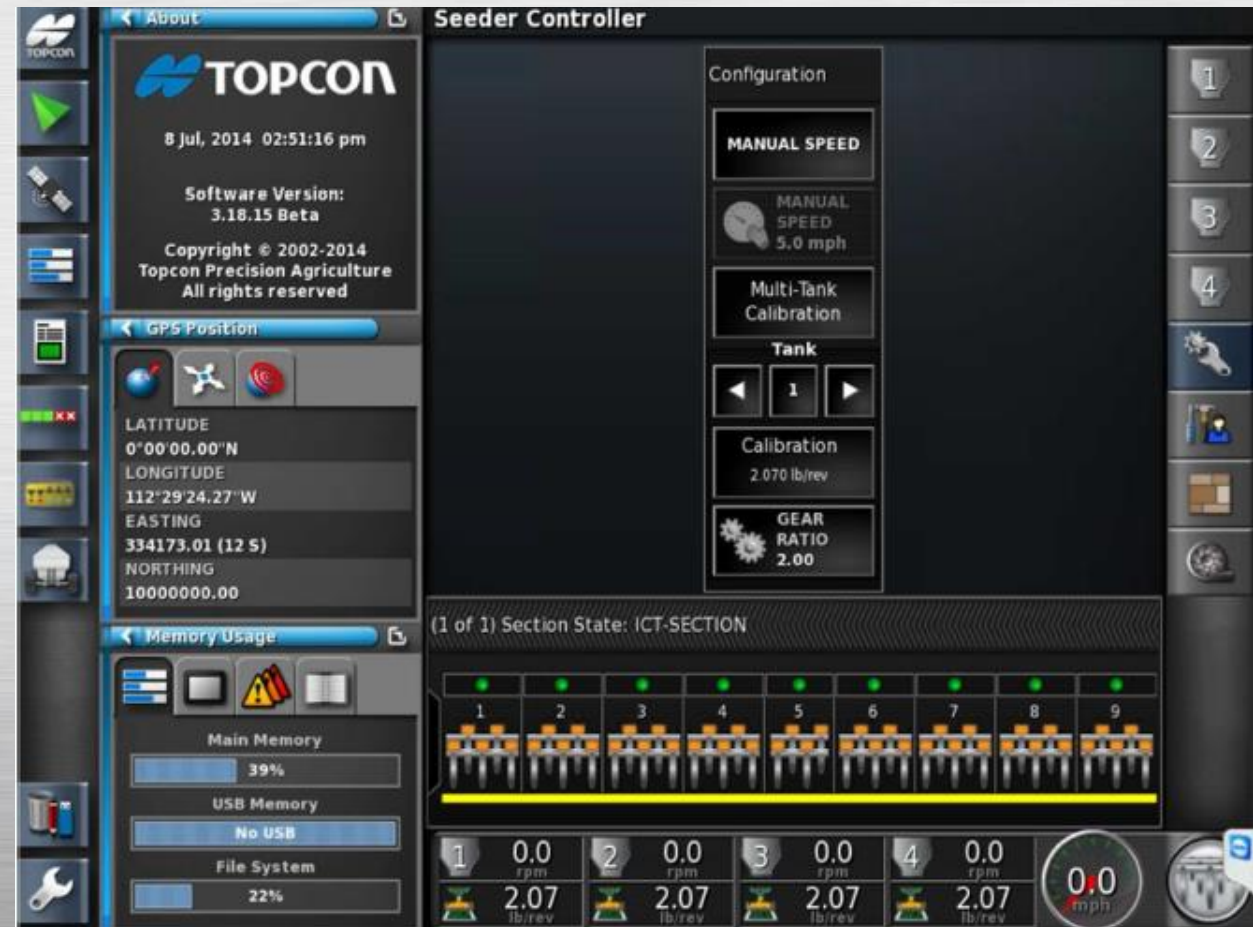 TOPCON
About
TOPCON
8 Jul, 2014 02:51:16 pm
Software Version:
3.18.15 Beta
Copyright © 2002-2014
Topcon Precision Agriculture
All rights reserved
GPS Position
LATITUDE
0°00'00.00"N
LONGITUDE
112°29'24.27"W
EASTING
334173.01 (12 S)
NORTHING
10000000.00
Memory Usage
Main Memory
39%
USB Memory
No USB
File System
22%
Seeder Controller
Configuration
MANUAL SPEED
MANUAL
SPEED
5.0 mph
Multi-Tank
Calibration
Tank
1
Calibration
2.070 lb/rev
GEAR
RATIO
2.00
1
2
3
4
(1 of 1) Section State: ICT-SECTION
1 2 3 4 5 6 7 8 9
1 0.0 2 0.0 3 0.0 4 0.0
rpm rpm rpm rpm
2.07 2.07 2.07 2.07
lb/rev lb/rev lb/rev lb/rev
0.0
mph